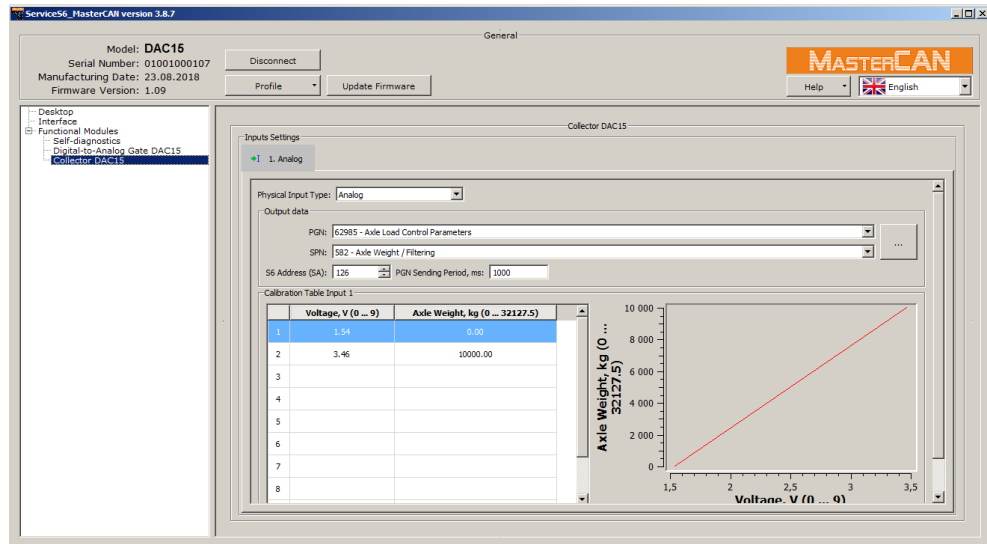 ServiceS6_MasterCAN version 3.8.7
General
Model: DAC15
Serial Number: 01001000107
Manufacturing Date: 23.08.2018
Firmware Version: 1.09
Disconnect
Profile
Update Firmware
MASTERCAN
Help
English
Desktop
Interface
Functional Modules
Self-diagnostics
Digital-to-Analog Gate DAC15
Collector DAC15
Collector DAC15
Inputs Settings
1. Analog
Physical Input Type: Analog
Output data
PGN: 62985 - Axle Load Control Parameters
SPN: 582 - Axle Weight / Filtering
...
S6 Address (SA): 126 PGN Sending Period, ms: 1000
Calibration Table Input 1
Voltage, V (0 ... 9) Axle Weight, kg (0 ... 32127.5)
1 1.54 0.00
2 3.46 10000.00
3
4
5
6
7
8
Axle Weight, kg (0 ...
32127.5)
10 000
8 000
6 000
4 000
2 000
0
1,5 2 2,5 3 3,5
Voltage, V (0 ... 9)